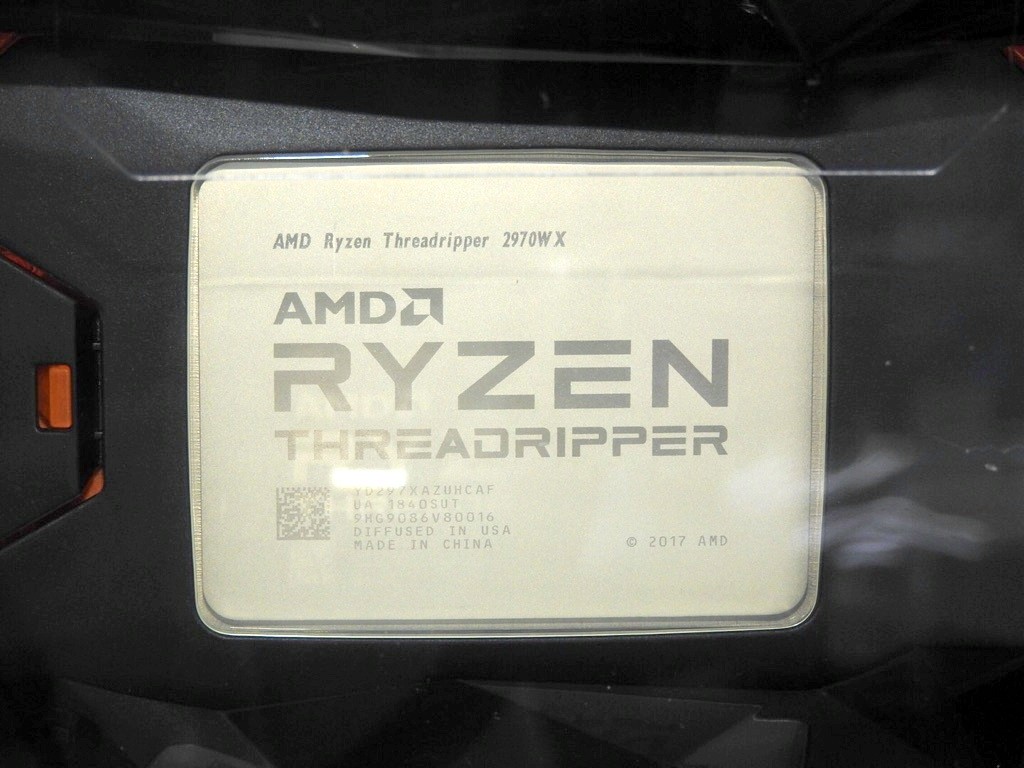 AMD Ryzen Threadripper 2970WX
AMD
RYZEN
THREADRIPPER
YD297XAZUHCAF
UA 1840SUT
9HG9086V80016
DIFFUSED IN USA
MADE IN CHINA
© 2017 AMD